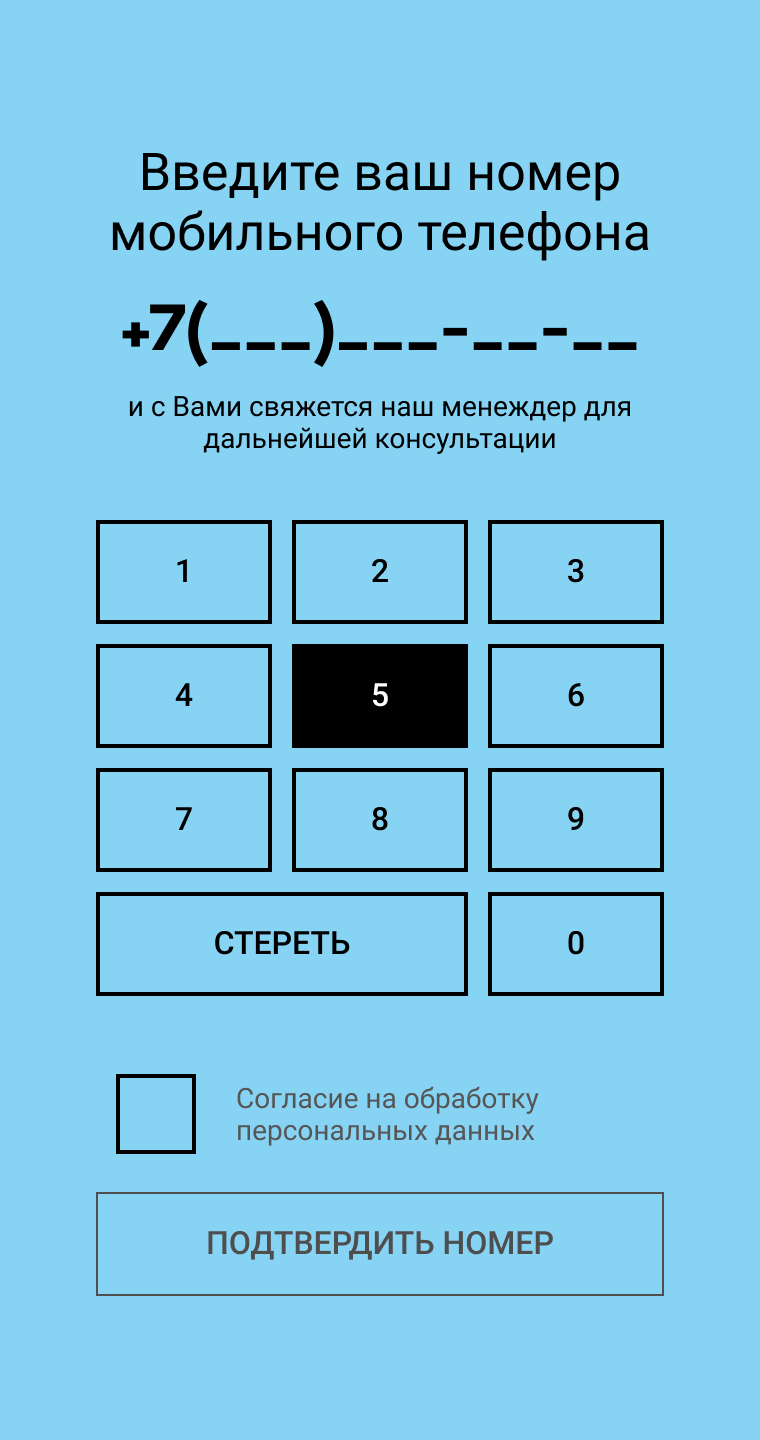 Введите ваш номер
мобильного телефона
+7(___)___-__-__
и с Вами свяжется наш менеждер для
дальнейшей консультации
1 2 3
4 5 6
7 8 9
СТЕРЕТЬ 0
Согласие на обработку
персональных данных
ПОДТВЕРДИТЬ НОМЕР